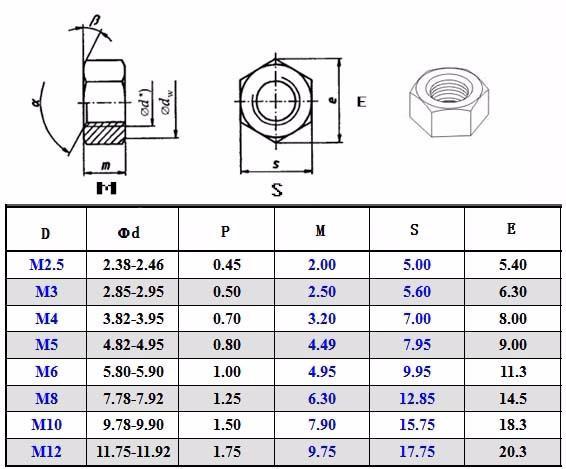 β
α
Ød*)
Ødw
e
E
m
s
M
S
D Φd P M S E
M2.5 2.38-2.46 0.45 2.00 5.00 5.40
M3 2.85-2.95 0.50 2.50 5.60 6.30
M4 3.82-3.95 0.70 3.20 7.00 8.00
M5 4.82-4.95 0.80 4.49 7.95 9.00
M6 5.80-5.90 1.00 4.95 9.95 11.3
M8 7.78-7.92 1.25 6.30 12.85 14.5
M10 9.78-9.90 1.50 7.90 15.75 18.3
M12 11.75-11.92 1.75 9.75 17.75 20.3